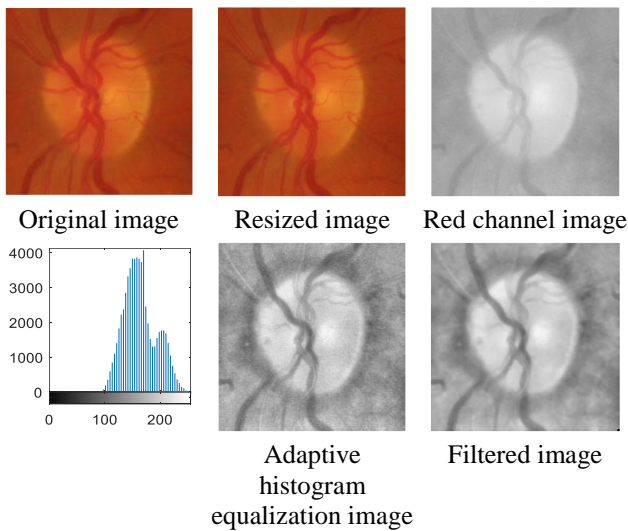 Original image
Resized image
Red channel image
4000
3000
2000
1000
0
0
100
200
Adaptive
histogram
equalization image
Filtered image